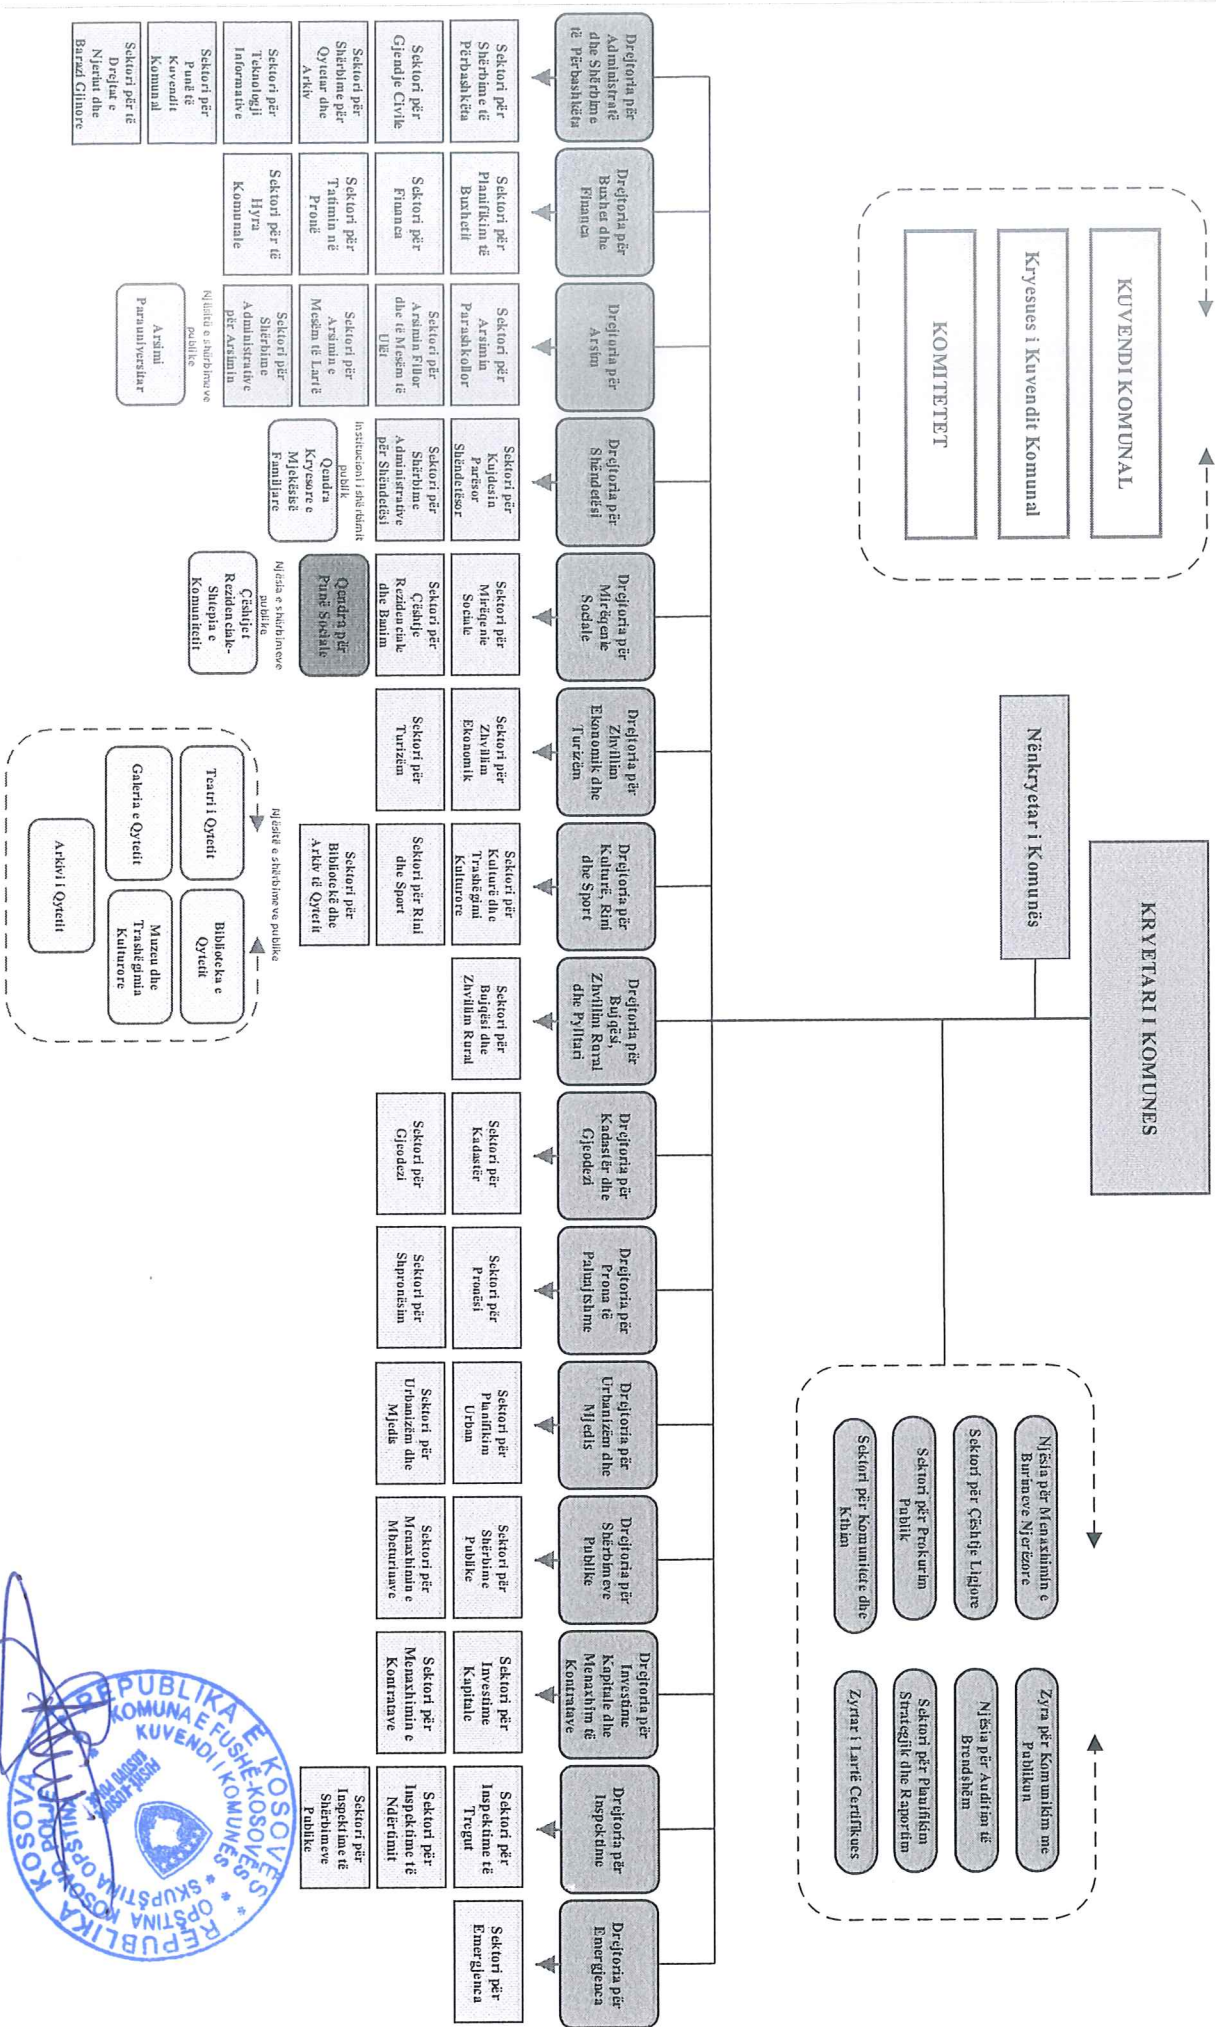 KUVENDI KOMUNAL
Kryesues i Kuvendit Komunal
KOMITETET
KRYETARI I KOMUNES
Nënkryetar i Komunës
Njësia për Menaxhimin e
Burimeve Njerëzore
Sektori për Çështje Ligjore
Sektori për Prokurim
Publik
Sektori për Komunitete dhe
Kthim
Zyra për Komunikim me
Publikun
Njësia për Auditim të
Brendshëm
Sektori për Planifikim
Strategjik dhe Raportim
Zyrtar i Lartë Certifikues
Drejtoria për
Administratë
dhe Shërbime
të Përbashkëta
Sektori për
Shërbime të
Përbashkëta
Sektori për
Gjendje Civile
Sektori për
Shërbime për
Qytetar dhe
Arkiv
Sektori për
Teknologji
Informative
Sektori për
Punë të
Kuvendit
Komunal
Sektori për të
Drejtat e
Njeriut dhe
Barazi Gjinore
Drejtoria për
Buxhet dhe
Financa
Sektori për
Planifikim të
Buxhetit
Sektori për
Financa
Sektori për
Tatimin në
Pronë
Sektori për të
Hyra
Komunale
Drejtoria për
Arsim
Sektori për
Arsimin
Parashkollor
Sektori për
Arsimin Fillor
dhe të Mesëm të
Ulët
Sektori për
Arsimin e
Mesëm të Lartë
Sektori për
Shërbime
Administrative
për Arsimin
Njësitë e shërbimeve
publike
Arsimi
Parauniversitar
Drejtoria për
Shëndetësi
Sektori për
Kujdesin
Parësor
Shëndetësor
Sektori për
Shërbime
Administrative
për Shëndetësi
Institucioni i shërbimit
publik
Qendra
Kryesore e
Mjekësisë
Familjare
Drejtoria për
Mirëqenie
Sociale
Sektori për
Mirëqenie
Sociale
Sektori për
Çështje
Rezidenciale
dhe Banim
Qendra për
Punë Sociale
Njësia e shërbimeve
publike
Çështjet
Rezidenciale-
Shtepia e
Komunitetit
Drejtoria për
Zhvillim
Ekonomik dhe
Turizëm
Sektori për
Zhvillim
Ekonomik
Sektori për
Turizëm
Drejtoria për
Kulturë, Rini
dhe Sport
Sektori për
Kulturë dhe
Trashëgimi
Kulturore
Sektori për Rini
dhe Sport
Sektori për
Bibliotekë dhe
Arkiv të Qytetit
Njësitë e shërbimeve publike
Teatri i Qytetit
Biblioteka e
Qytetit
Galeria e Qytetit
Muzeu dhe
Trashëgimia
Kulturore
Arkivi i Qytetit
Drejtoria për
Bujqësi,
Zhvillim Rural
dhe Pylltari
Sektori për
Bujqësi dhe
Zhvillim Rural
Drejtoria për
Kadastër dhe
Gjeodezi
Sektori për
Kadastër
Sektori për
Gjeodezi
Drejtoria për
Prona të
Paluajtshme
Sektori për
Pronësi
Sektori për
Shpronësim
Drejtoria për
Urbanizëm dhe
Mjedis
Sektori për
Planifikim
Urban
Sektori për
Urbanizëm dhe
Mjedis
Drejtoria për
Shërbimeve
Publike
Sektori për
Shërbime
Publike
Sektori për
Menaxhimin e
Mbeturinave
Drejtoria për
Investime
Kapitale dhe
Menaxhim të
Kontratave
Sektori për
Investime
Kapitale
Sektori për
Menaxhimin e
Kontratave
Drejtoria për
Inspektime
Sektori për
Inspektime të
Tregut
Sektori për
Inspektime të
Ndërtimit
Sektori për
Inspektime të
Shërbimeve
Publike
Drejtoria për
Emergjenca
Sektori për
Emergjenca
REPUBLIKA E KOSOVËS * REPUBLIKA KOSOVA
KOMUNA E FUSHË-KOSOVËS * OPŠTINA KOSOVO POLJE
KUVENDI I KOMUNËS * SKUPŠTINA OPŠTINA